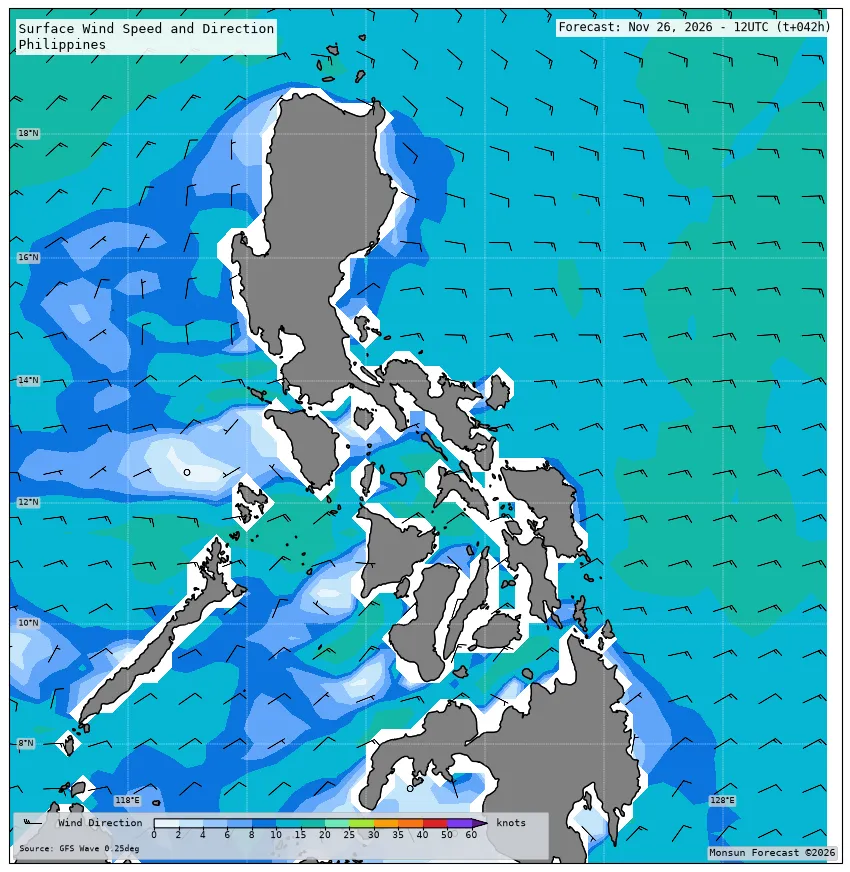 Surface Wind Speed and Direction
Philippines
Forecast: Nov 26, 2026 - 12UTC (t+042h)
18°N
16°N
14°N
12°N
10°N
8°N
118°E
128°E
Wind Direction
0 2 4 6 8 10 15 20 25 30 35 40 45 50 60
knots
Source: GFS Wave 0.25deg
Monsun Forecast ©2026